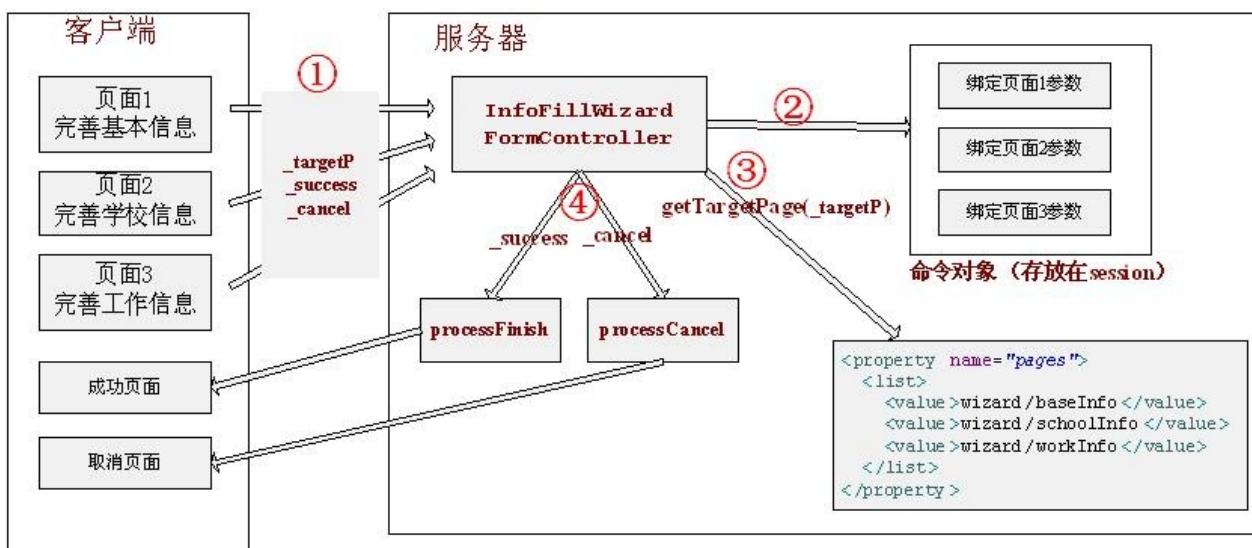 客户端
页面1
完善基本信息
页面2
完善学校信息
页面3
完善工作信息
成功页面
取消页面
①
_targetP
_success
_cancel
服务器
InfoFillWizard
FormController
②
绑定页面1参数
绑定页面2参数
绑定页面3参数
命令对象（存放在session）
③
getTargetPage(_targetP)
④
_success
_cancel
processFinish
processCancel
<property name="pages">
<list>
<value>wizard/baseInfo</value>
<value>wizard/schoolInfo</value>
<value>wizard/workInfo</value>
</list>
</property>